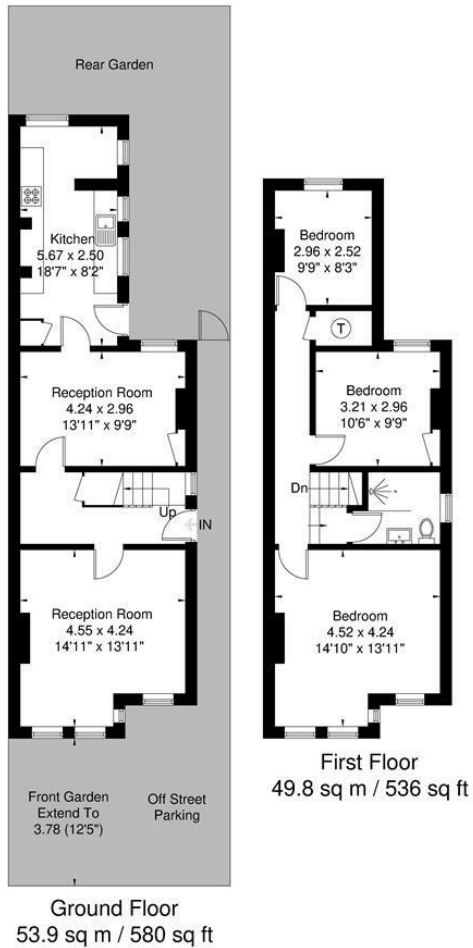 Rear Garden
Kitchen
5.67 x 2.50
18'7" x 8'2"
Reception Room
4.24 x 2.96
13'11" x 9'9"
Up
IN
Reception Room
4.55 x 4.24
14'11" x 13'11"
Front Garden
Extend To
3.78 (12'5")
Off Street
Parking
Ground Floor
53.9 sq m / 580 sq ft
Bedroom
2.96 x 2.52
9'9" x 8'3"
T
Bedroom
3.21 x 2.96
10'6" x 9'9"
Dn
Bedroom
4.52 x 4.24
14'10" x 13'11"
First Floor
49.8 sq m / 536 sq ft